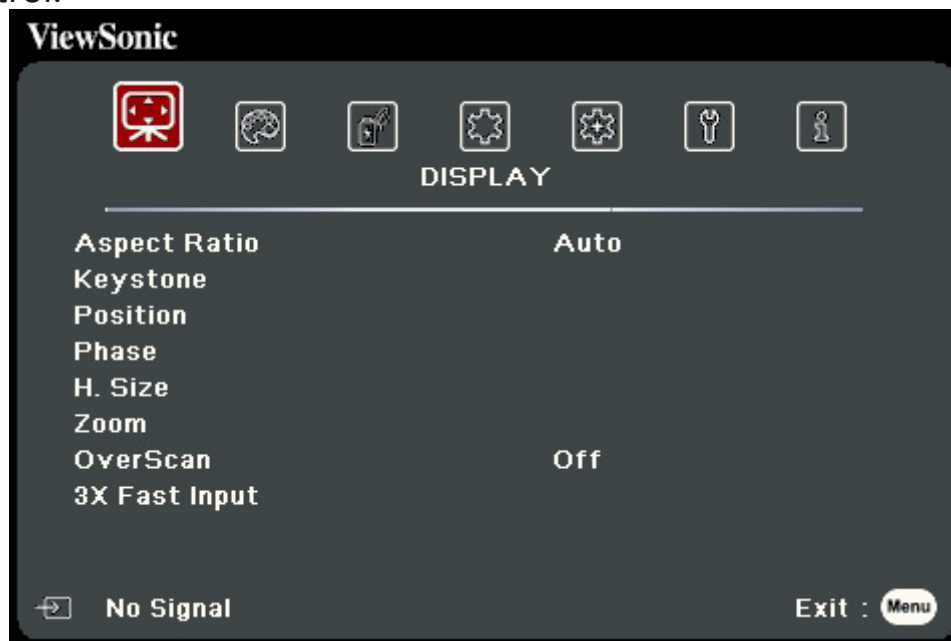 ViewSonic
DISPLAY
Aspect Ratio Auto
Keystone
Position
Phase
H. Size
Zoom
OverScan Off
3X Fast Input
No Signal Exit : Menu